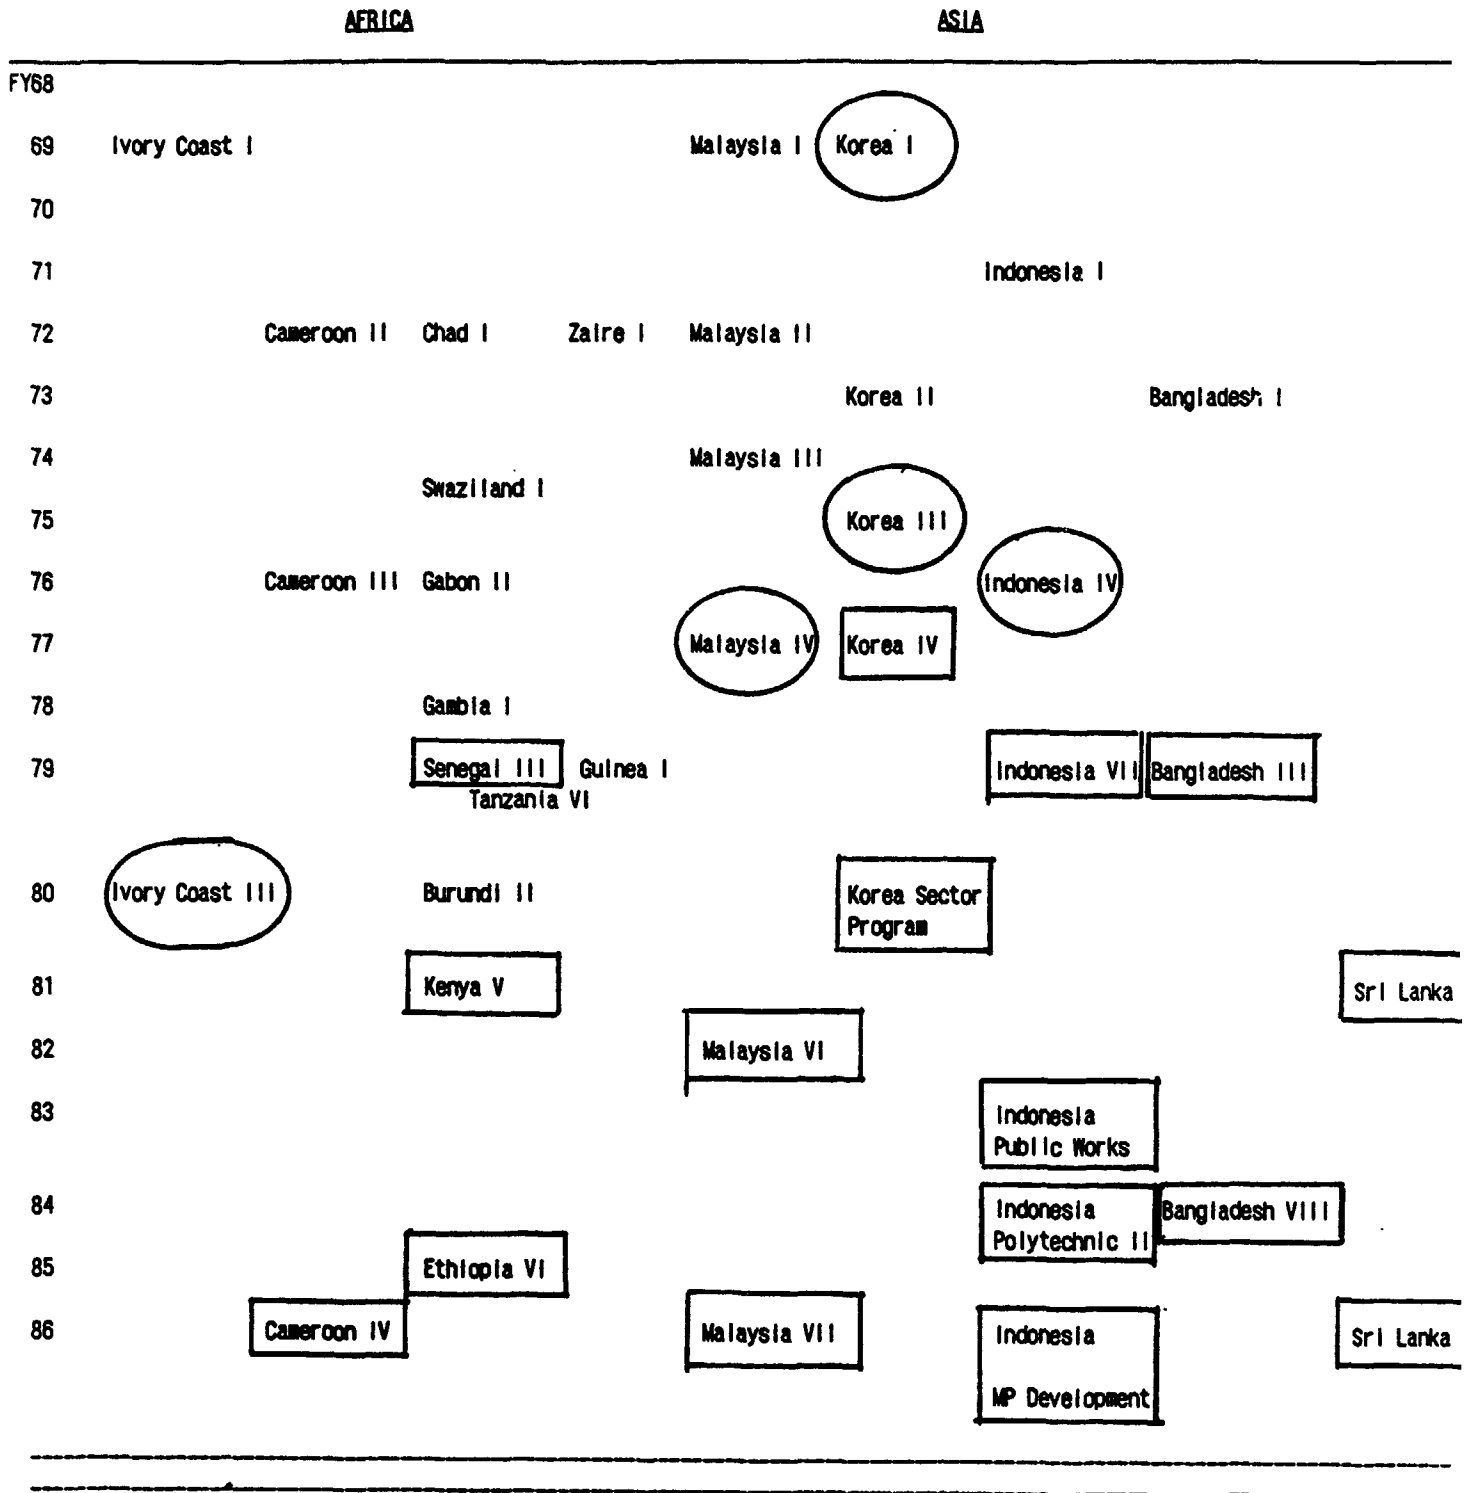 AFRICA ASIA
FY68
69 Ivory Coast I Malaysia I Korea I
70
71 Indonesia I
72 Cameroon II Chad I Zaire I Malaysia II
73 Korea II Bangladesh I
74 Malaysia III
Swaziland I
75 Korea III
76 Cameroon III Gabon II Indonesia IV
77 Malaysia IV Korea IV
78 Gambia I
79 Senegal III Guinea I Indonesia VII Bangladesh III
Tanzania VI
80 Ivory Coast III Burundi II Korea Sector
Program
81 Kenya V Sri Lanka
82 Malaysia VI
83 Indonesia
Public Works
84 Indonesia Bangladesh VIII
Polytechnic II
85 Ethiopia VI
86 Cameroon IV Malaysia VII Indonesia Sri Lanka
MP Development